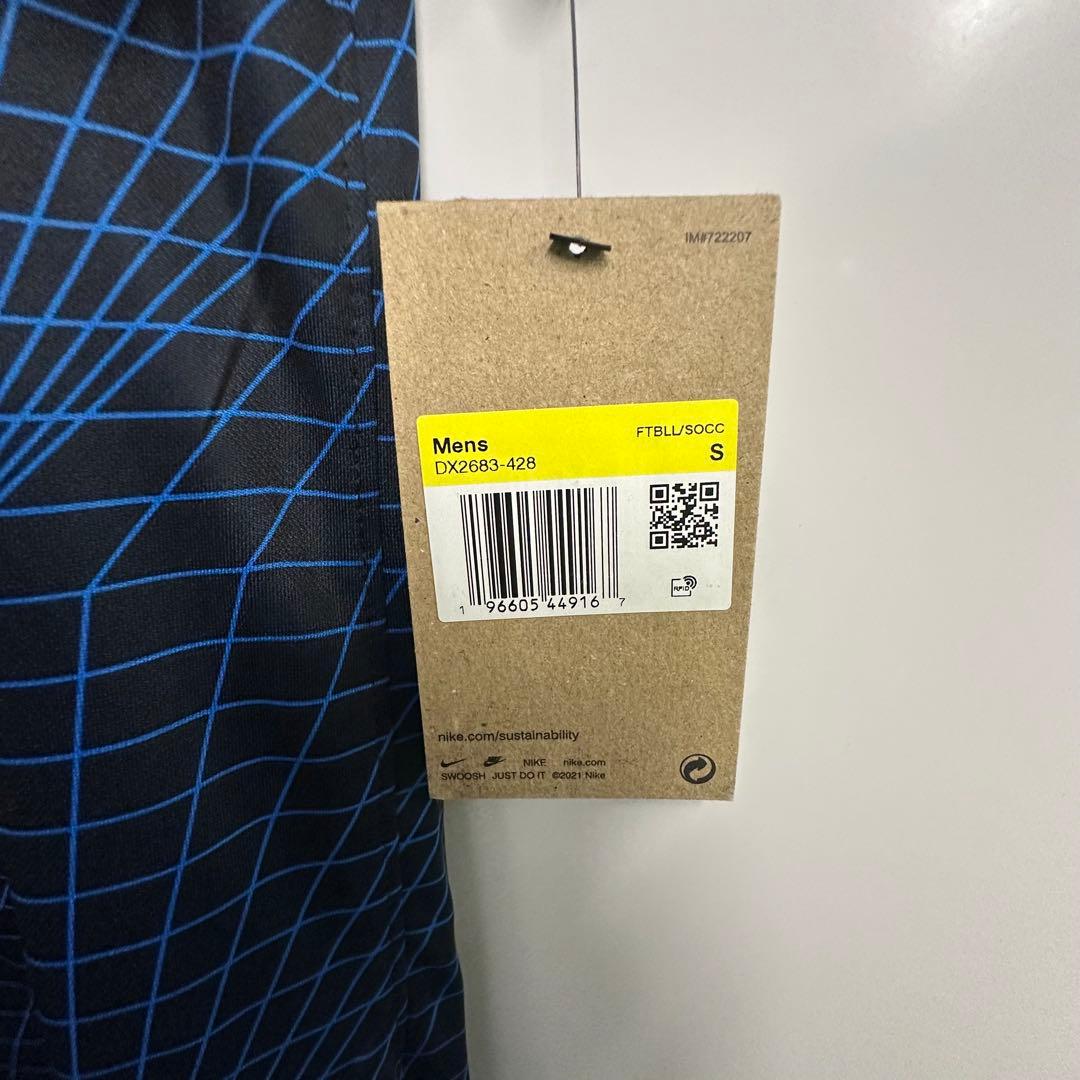 IM#722207
Mens
FTBLL/SOCC
DX2683-428
S
RFID
1 96605 44916 7
nike.com/sustainability
NIKE nike.com
SWOOSH JUST DO IT ©2021 Nike